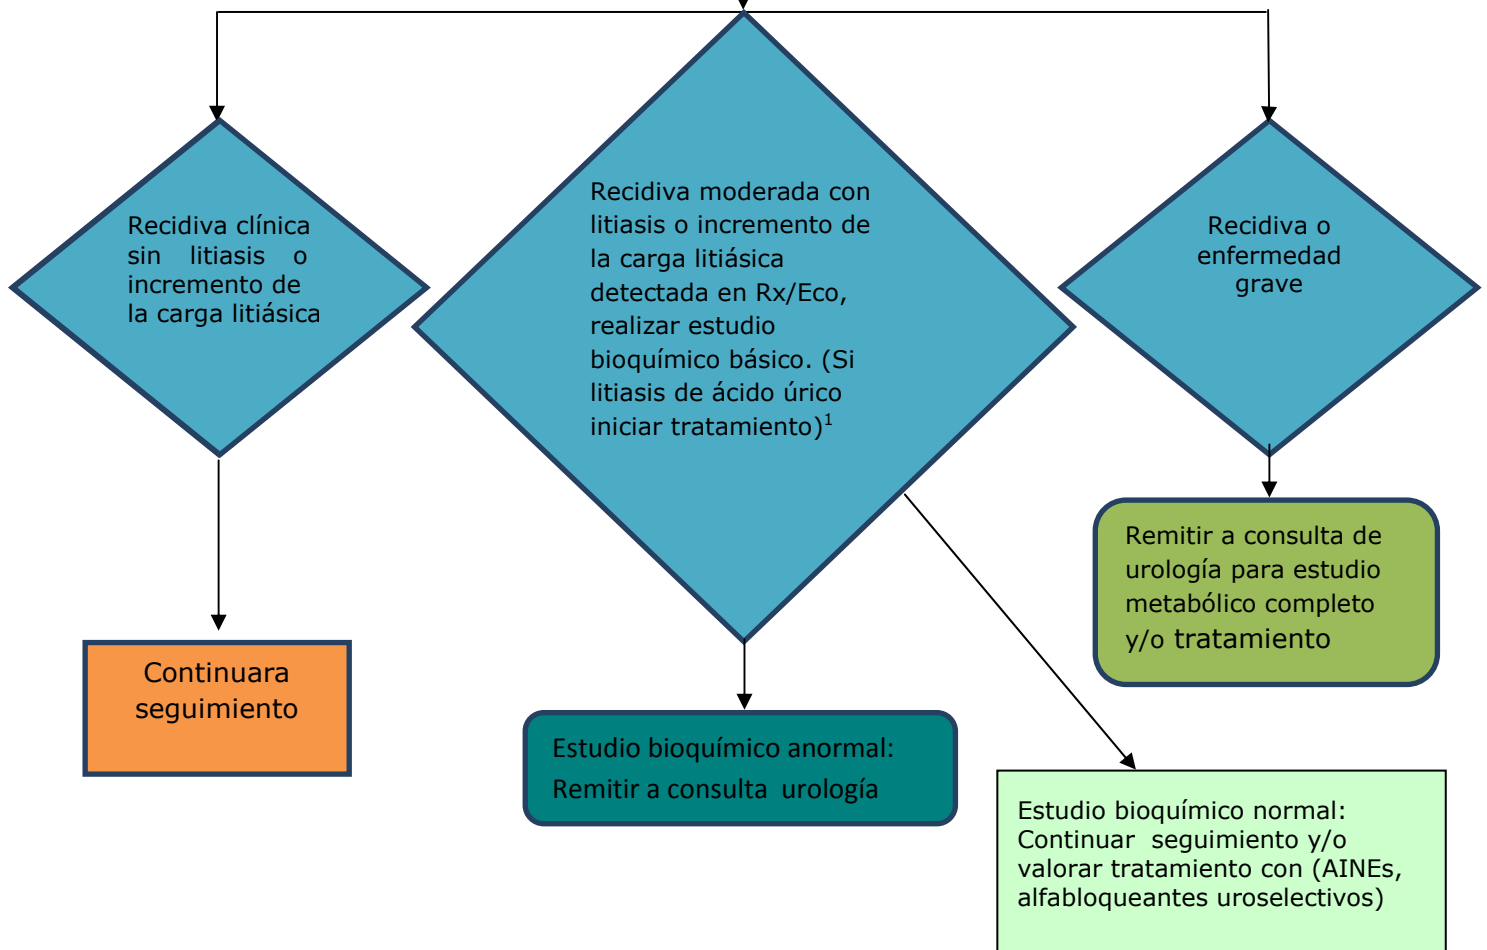 Recidiva clínica
sin litiasis o
incremento de
la carga litiásica
Recidiva moderada con
litiasis o incremento de
la carga litiásica
detectada en Rx/Eco,
realizar estudio
bioquímico básico. (Si
litiasis de ácido úrico
iniciar tratamiento)1
Recidiva o
enfermedad
grave
Continuara
seguimiento
Estudio bioquímico anormal:
Remitir a consulta urología
Remitir a consulta de
urología para estudio
metabólico completo
y/o tratamiento
Estudio bioquímico normal:
Continuar seguimiento y/o
valorar tratamiento con (AINEs,
alfabloqueantes uroselectivos)